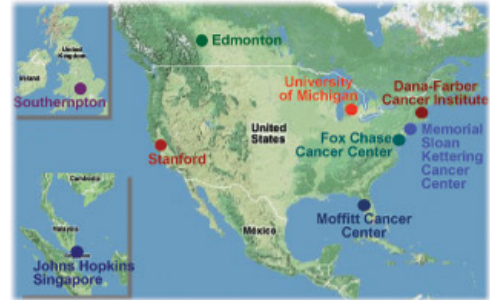 United
Kingdom
Ireland
Southernpton
Edmonton
University
of Michigan
Dana-Farber
Cancer Institute
United
States
Fox Chase
Cancer Center
Memorial
Sloan
Kettering
Cancer
Center
Stanford
Moffitt Cancer
Center
México
Cambodia
Malaysia
Johns Hopkins
Singapore